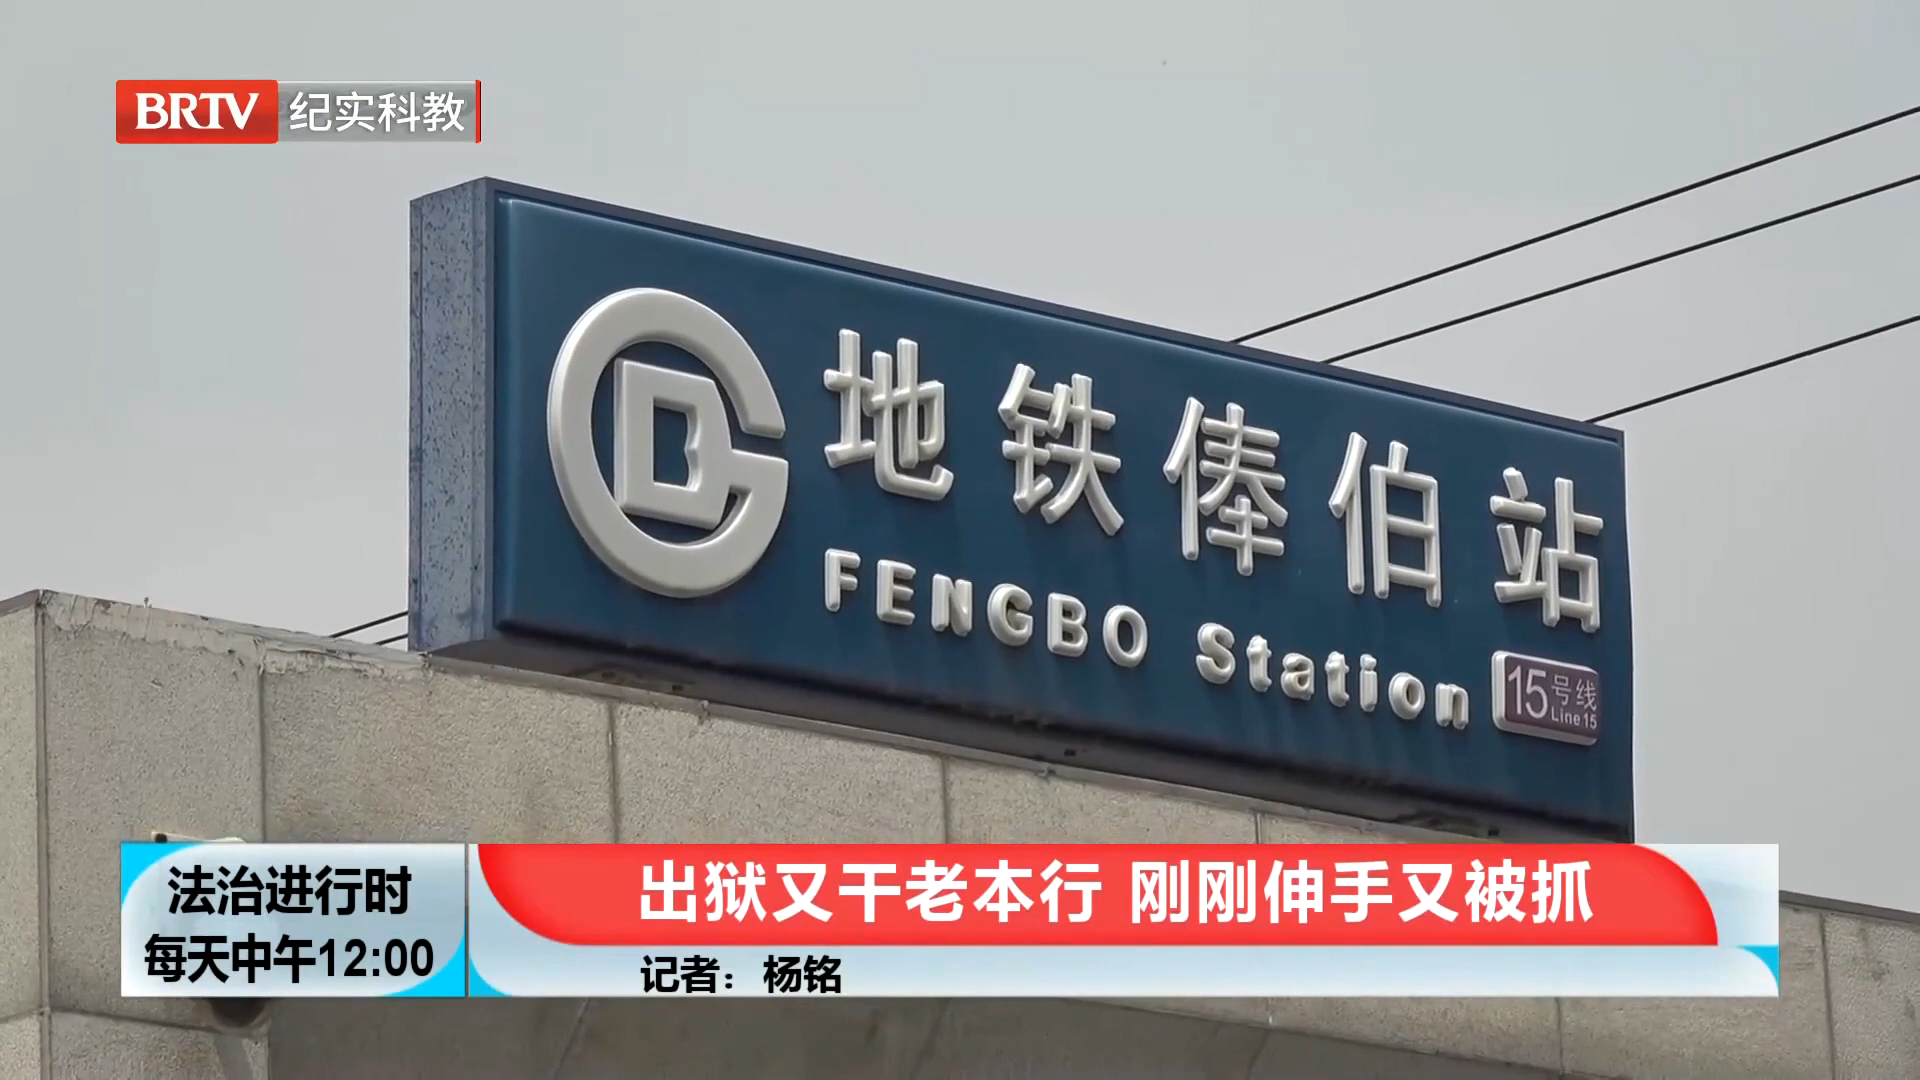 BRTV 纪实科教
地铁俸伯站
FENGBO Station
15号线
Line 15
出狱又干老本行 刚刚伸手又被抓
法治进行时
每天中午12:00
记者：杨铭